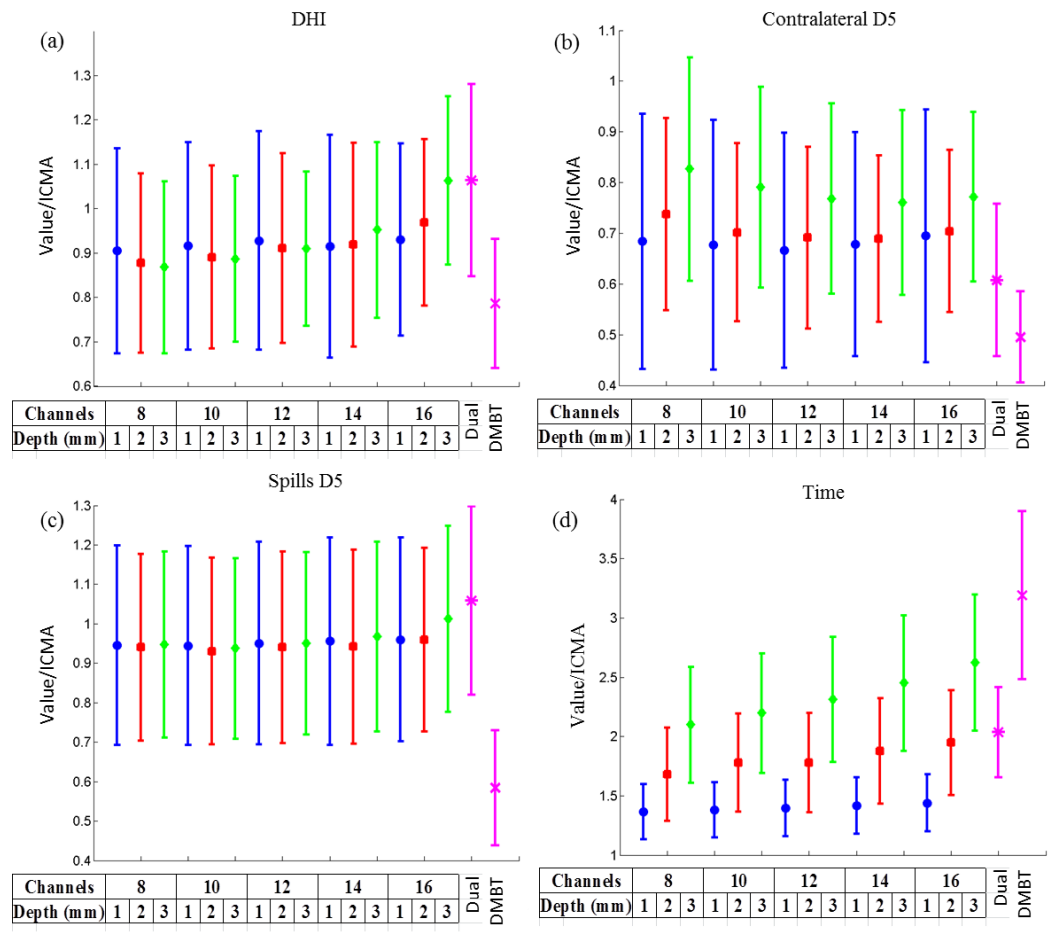 DHI
(a)
Value/ICMA
1.3
1.2
1.1
1
0.9
0.8
0.7
0.6
Channels 8 10 12 14 16 Dual DMBT
Depth (mm) 1 2 3 1 2 3 1 2 3 1 2 3 1 2 3
Contralateral D5
(b)
Value/ICMA
1.1
1
0.9
0.8
0.7
0.6
0.5
0.4
Channels 8 10 12 14 16 Dual DMBT
Depth (mm) 1 2 3 1 2 3 1 2 3 1 2 3 1 2 3
Spills D5
(c)
Value/ICMA
1.3
1.2
1.1
1
0.9
0.8
0.7
0.6
0.5
0.4
Channels 8 10 12 14 16 Dual DMBT
Depth (mm) 1 2 3 1 2 3 1 2 3 1 2 3 1 2 3
Time
(d)
Value/ICMA
4
3.5
3
2.5
2
1.5
1
Channels 8 10 12 14 16 Dual DMBT
Depth (mm) 1 2 3 1 2 3 1 2 3 1 2 3 1 2 3